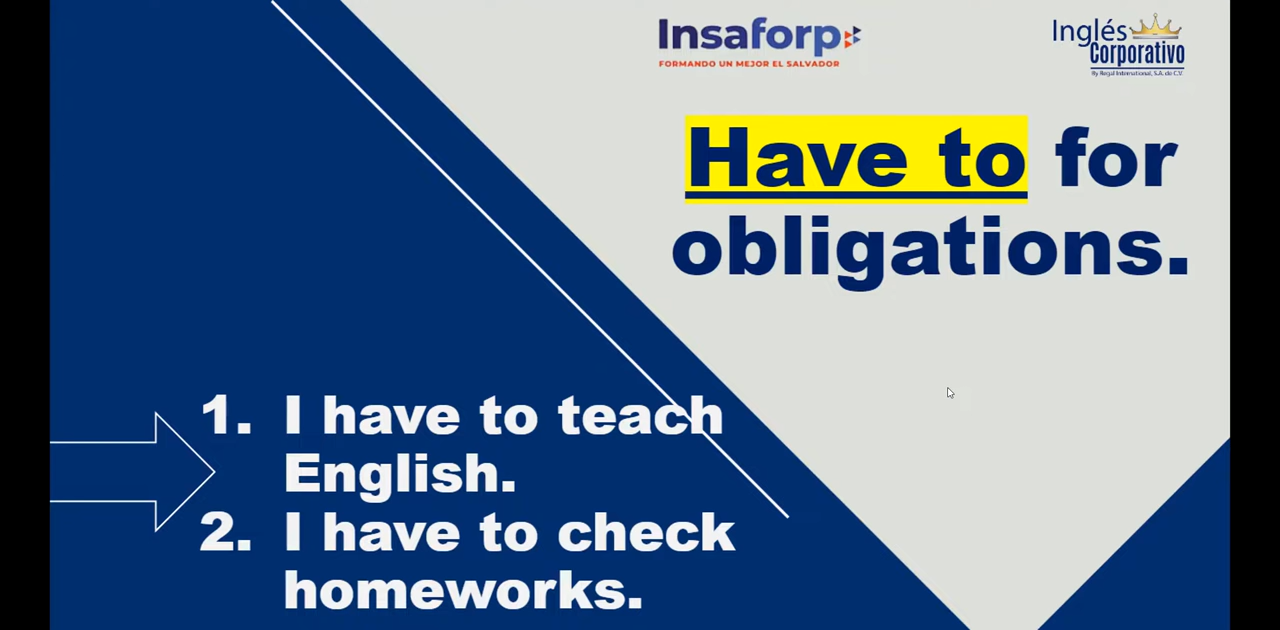 Insaforp
FORMANDO UN MEJOR EL SALVADOR
Inglés
Corporativo
By Regal International, S.A. de C.V.
Have to for
obligations.
1. I have to teach
English.
2. I have to check
homeworks.